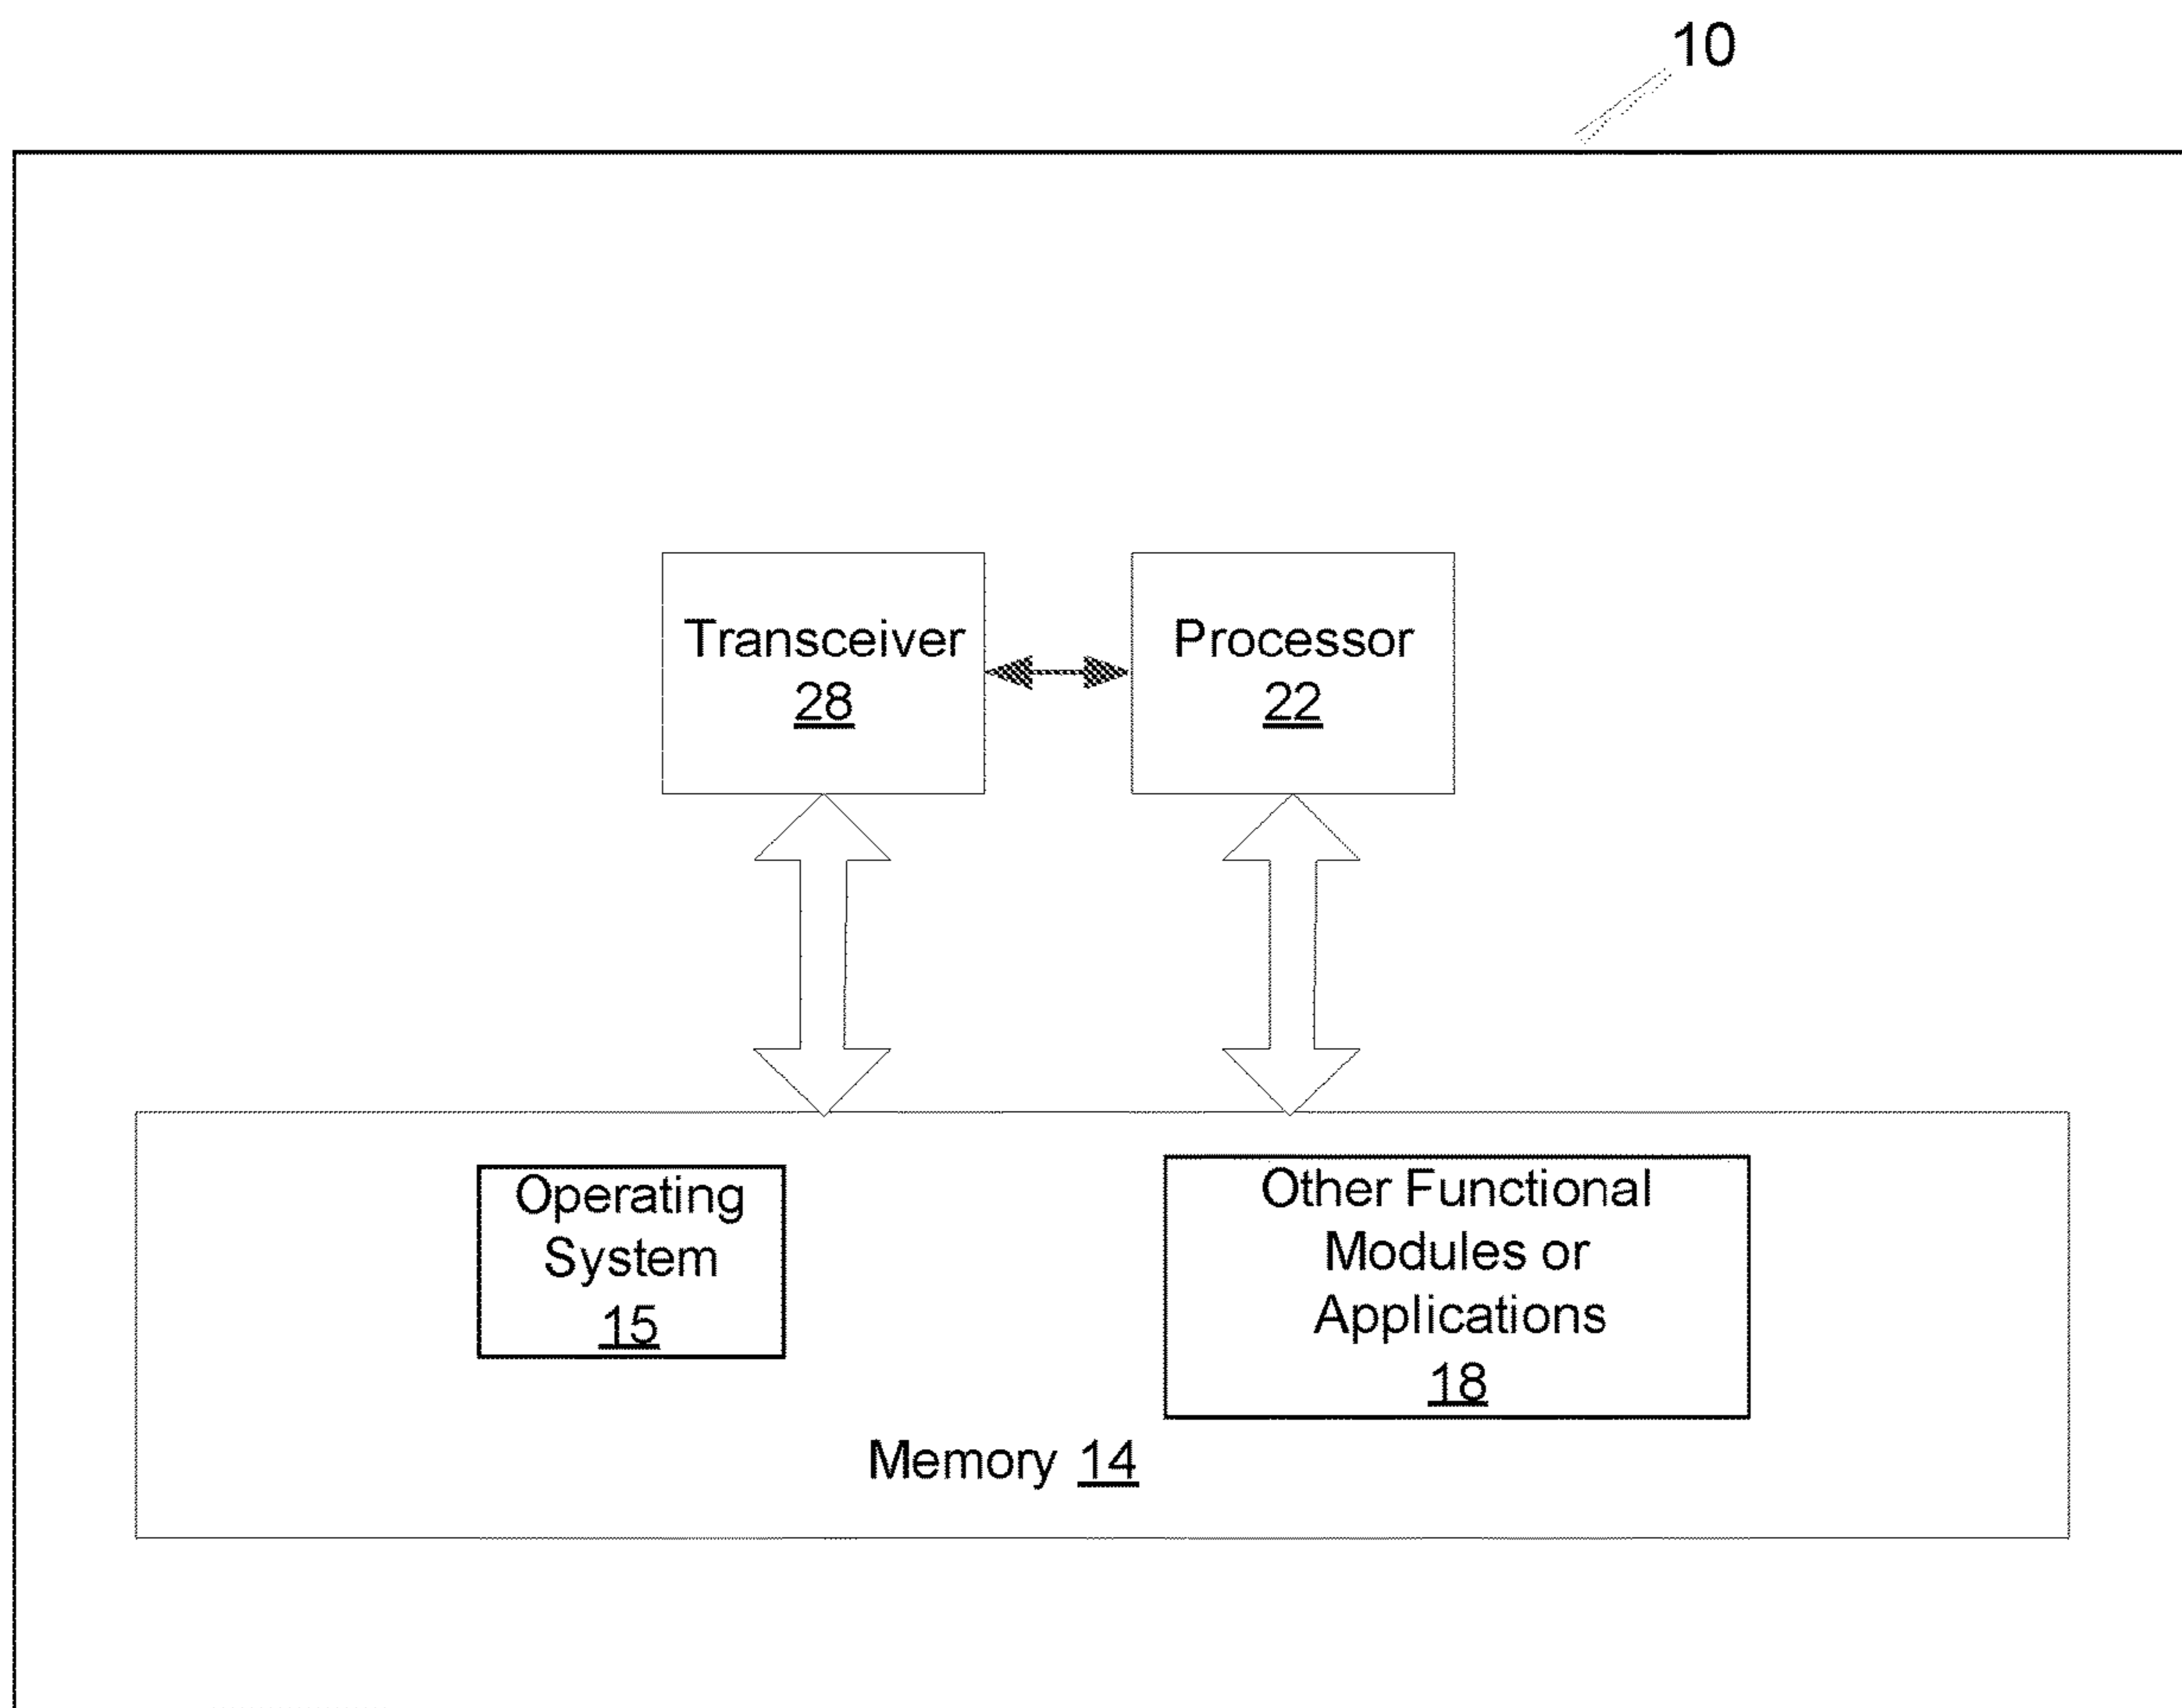 10
Transceiver
28
Processor
22
Operating
System
15
Other Functional
Modules or
Applications
18
Memory 14